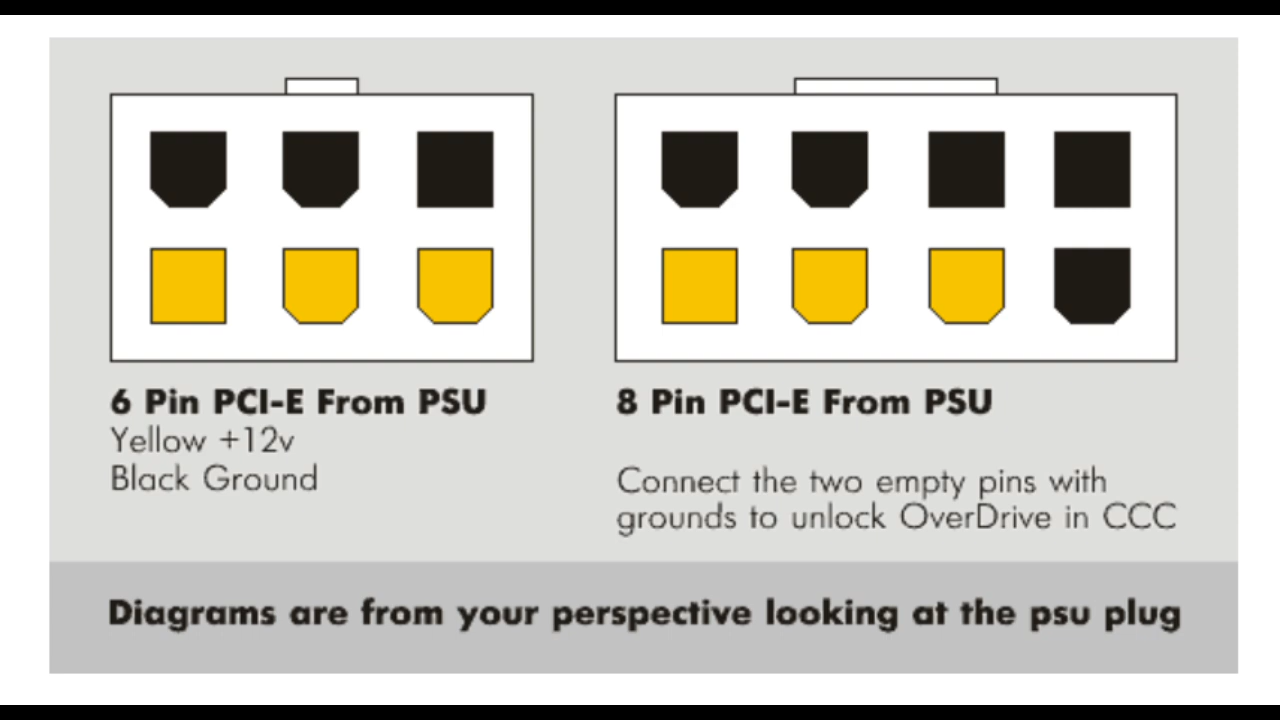 6 Pin PCI-E From PSU
Yellow +12v
Black Ground
8 Pin PCI-E From PSU
Connect the two empty pins with
grounds to unlock OverDrive in CCC
Diagrams are from your perspective looking at the psu plug